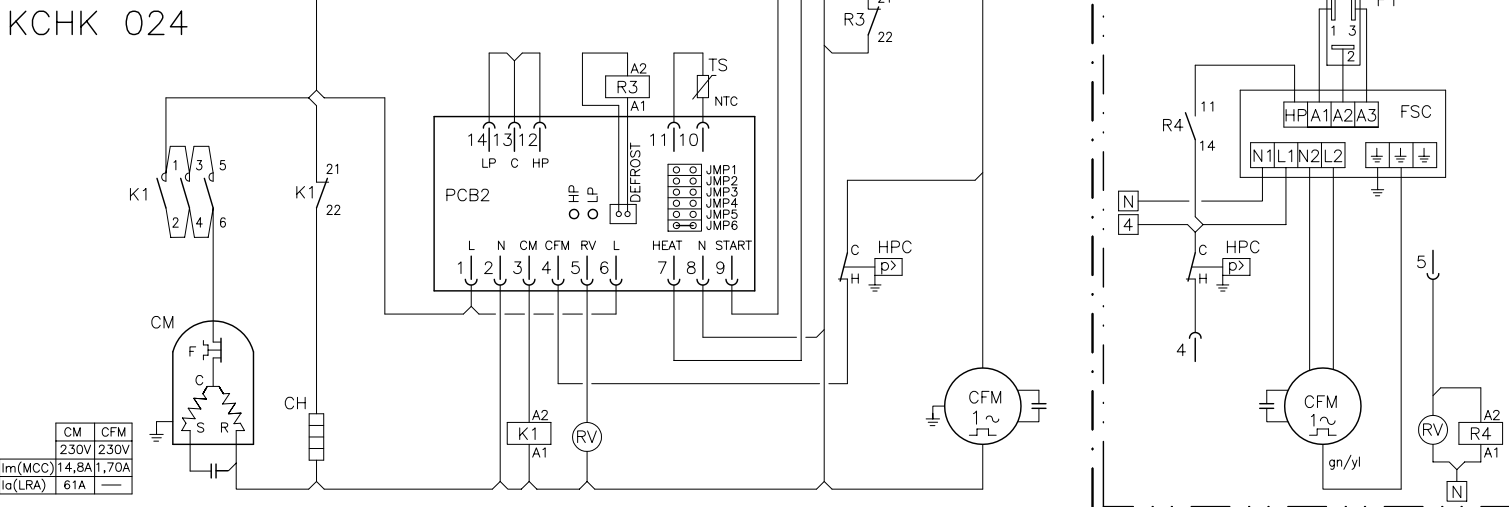 KCHK 024
R3
21
22
K1
1 3 5
2 4 6
K1
21
22
A2
R3
A1
TS
NTC
14 13 12
LP C HP
11 10
PCB2
HP
LP
DEFROST
JMP1
JMP2
JMP3
JMP4
JMP5
JMP6
L N CM CFM RV L HEAT N START
1 2 3 4 5 6 7 8 9
C HPC
p>
H
CM
F
C
S R
CH
A2
K1
A1
RV
CFM
1~
CM CFM
230V 230V
Im(MCC) 14,8A 1,70A
Ia(LRA) 61A —
1 3
2
R4
11
14
HP A1 A2 A3 FSC
N1 L1 N2 L2
N
4
C HPC
p>
H
4
5
CFM
1~
gn/yl
RV
A2
R4
A1
N